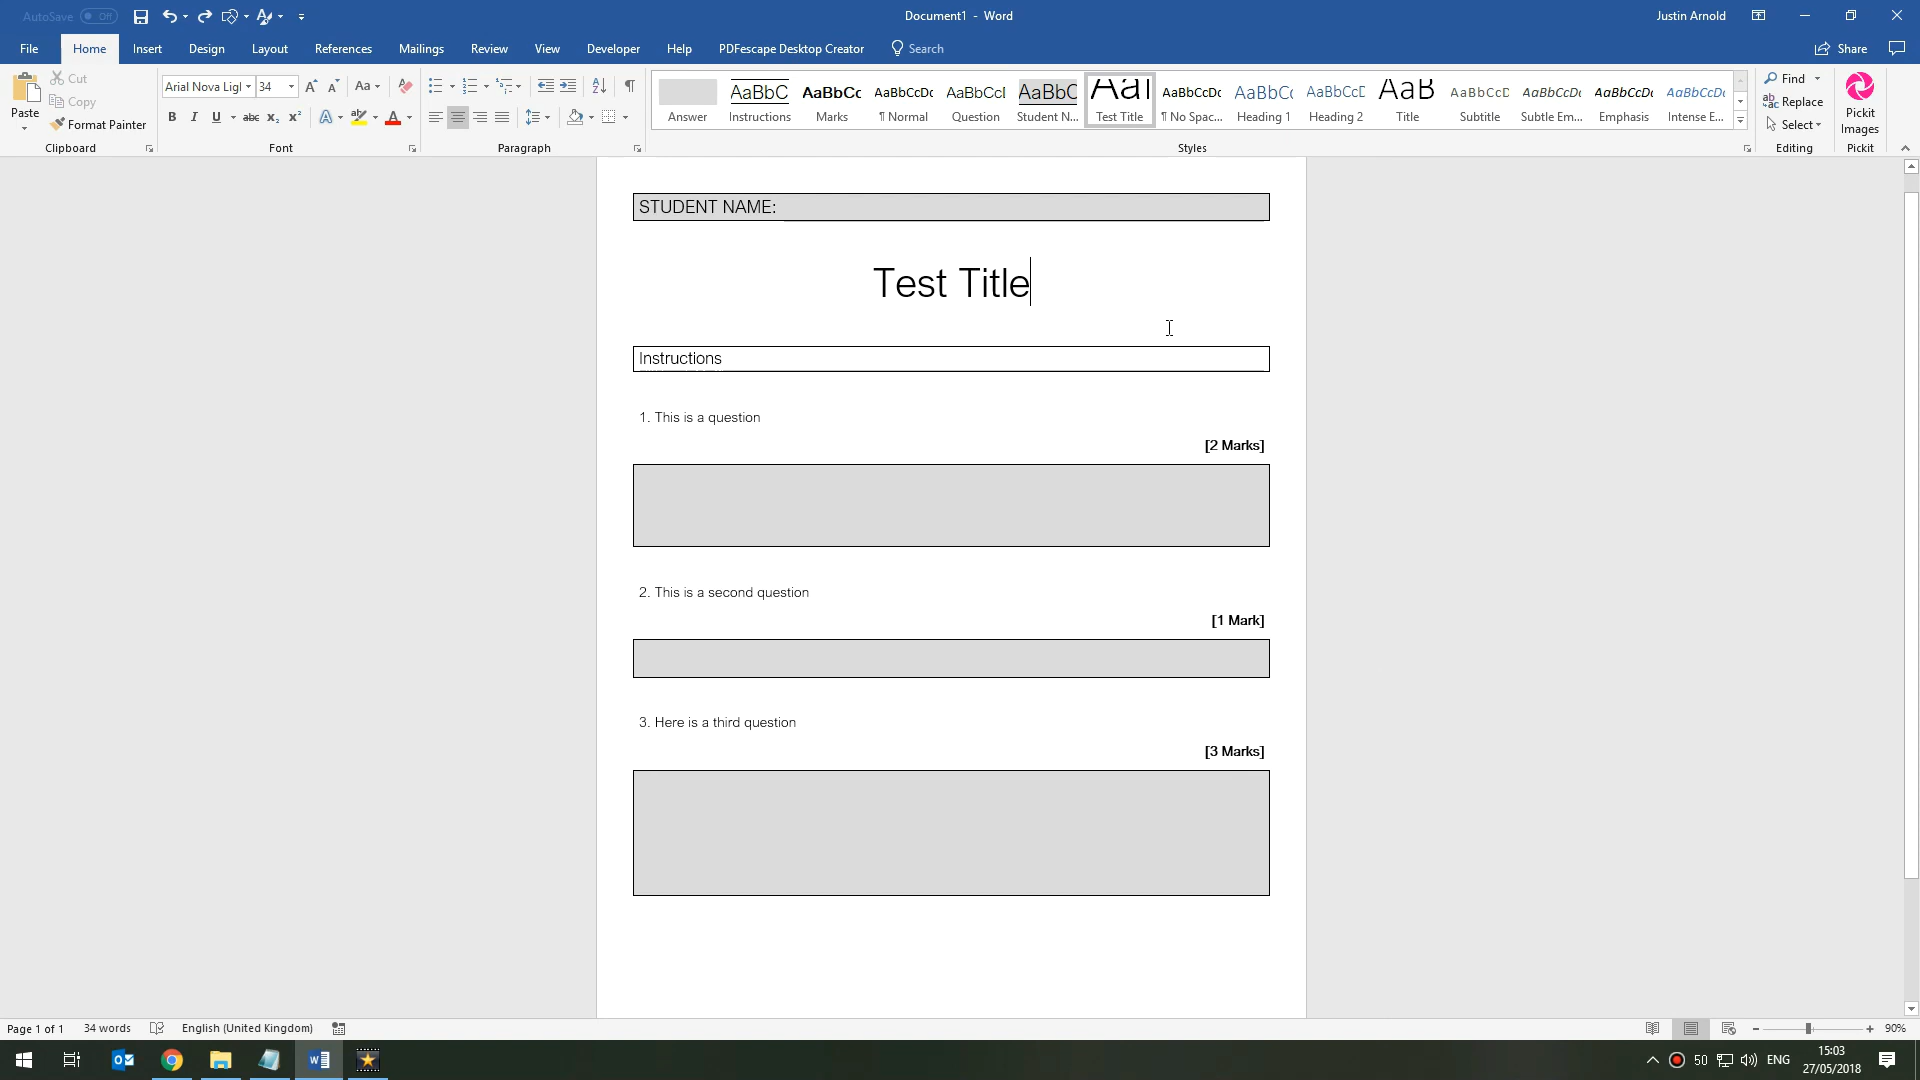 AutoSave Off
Document1 - Word
Justin Arnold
File Home Insert Design Layout References Mailings Review View Developer Help PDFescape Desktop Creator Search
Share
Paste
Cut
Copy
Format Painter
Clipboard
Arial Nova Ligl 34
Aa
B I U abc x₂ x²
Font
Paragraph
AaBbC AaBbCc AaBbCcDc AaBbCcI AaBbC AaI AaBbCcDc AaBbCc AaBbCcD AaB AaBbCcD AaBbCcDc AaBbCcDc AaBbCcDc
Answer Instructions Marks ¶ Normal Question Student N... Test Title ¶ No Spac... Heading 1 Heading 2 Title Subtitle Subtle Em... Emphasis Intense E...
Styles
Find
Replace
Select
Editing
Pickit
Images
Pickit
STUDENT NAME:
Test Title
Instructions
1. This is a question
[2 Marks]
2. This is a second question
[1 Mark]
3. Here is a third question
[3 Marks]
Page 1 of 1 34 words English (United Kingdom)
90%
50 ENG
15:03
27/05/2018